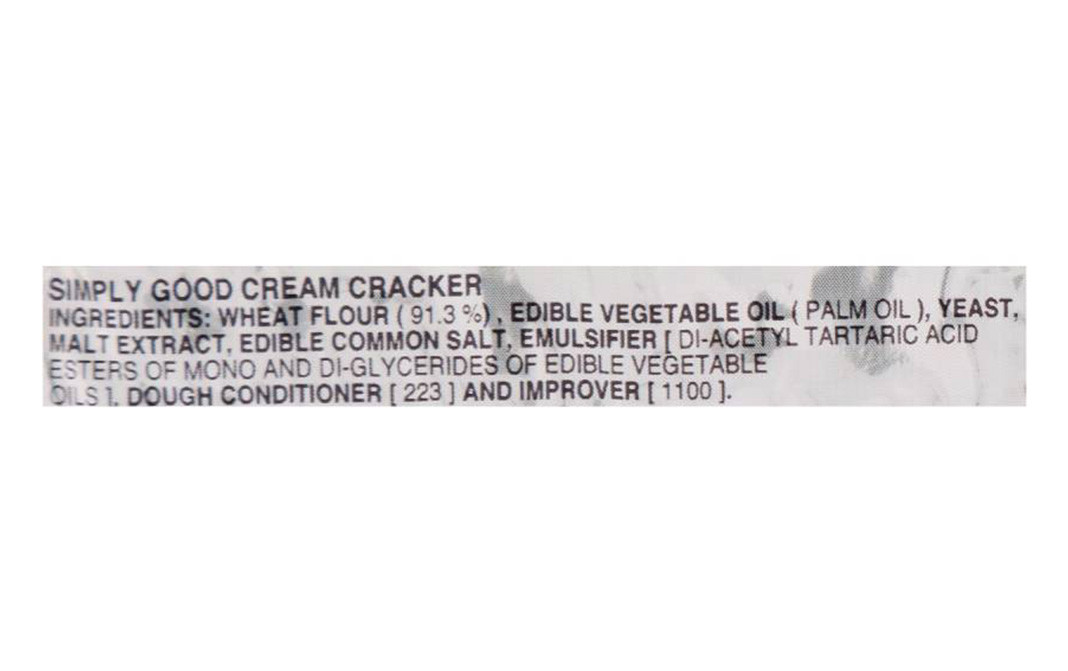 SIMPLY GOOD CREAM CRACKER
INGREDIENTS: WHEAT FLOUR ( 91.3 %) , EDIBLE VEGETABLE OIL ( PALM OIL ), YEAST,
MALT EXTRACT, EDIBLE COMMON SALT, EMULSIFIER [ DI-ACETYL TARTARIC ACID
ESTERS OF MONO AND DI-GLYCERIDES OF EDIBLE VEGETABLE
OILS ], DOUGH CONDITIONER [ 223 ] AND IMPROVER [ 1100 ].